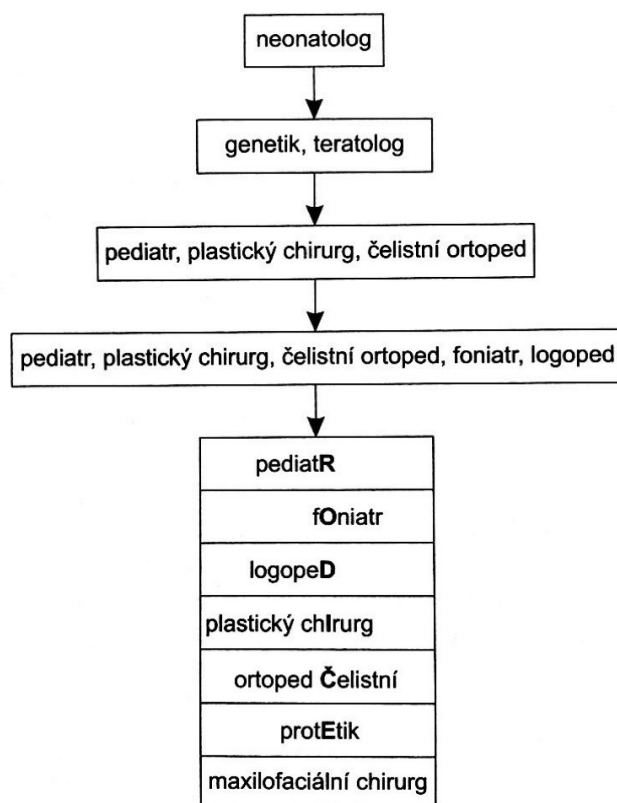 neonatolog
genetik, teratolog
pediatr, plastický chirurg, čelistní ortoped
pediatr, plastický chirurg, čelistní ortoped, foniatr, logoped
pediatR
fOniatr
logopeD
plastický chIrurg
ortoped Čelistní
protEtik
maxilofaciální chirurg